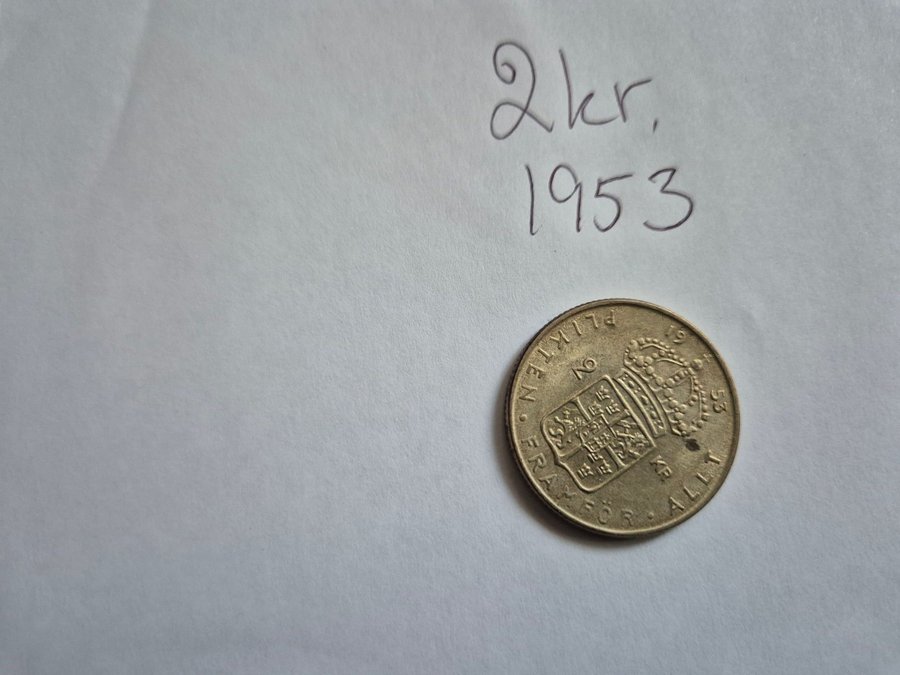 2kr.
1953
19 53
2 KR
PLIKTEN · FRAMFÖR · ALLT